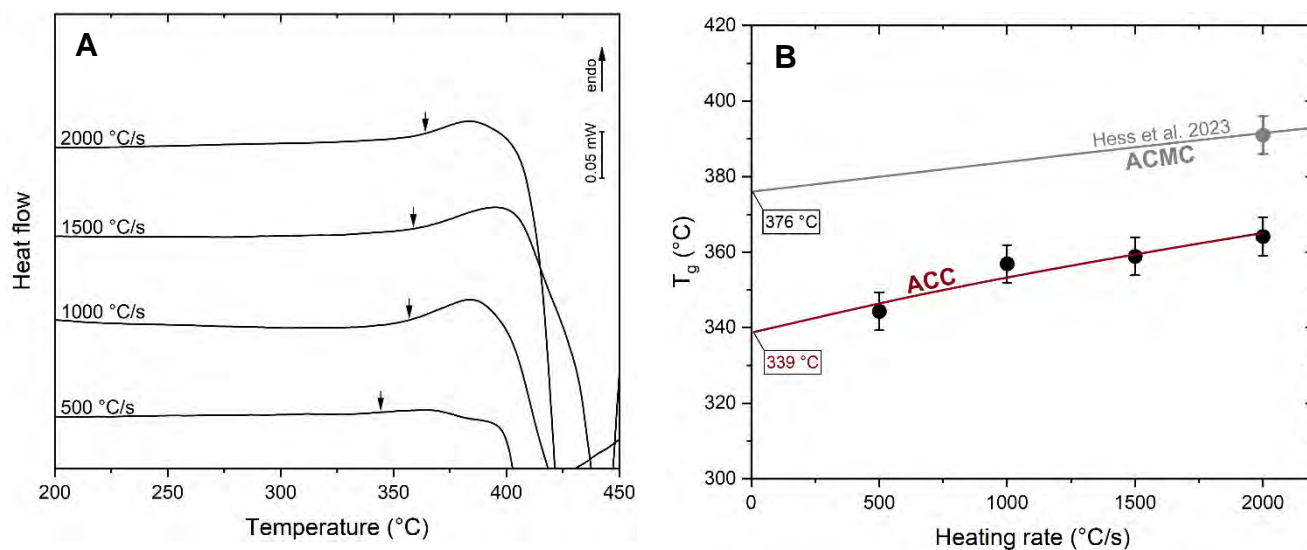 A
endo
0.05 mW
2000 °C/s
1500 °C/s
1000 °C/s
500 °C/s
Heat flow
200 250 300 350 400 450
Temperature (°C)
B
420
400
380
360
340
320
300
T_g (°C)
Hess et al. 2023
ACMC
376 °C
ACC
339 °C
0 500 1000 1500 2000
Heating rate (°C/s)